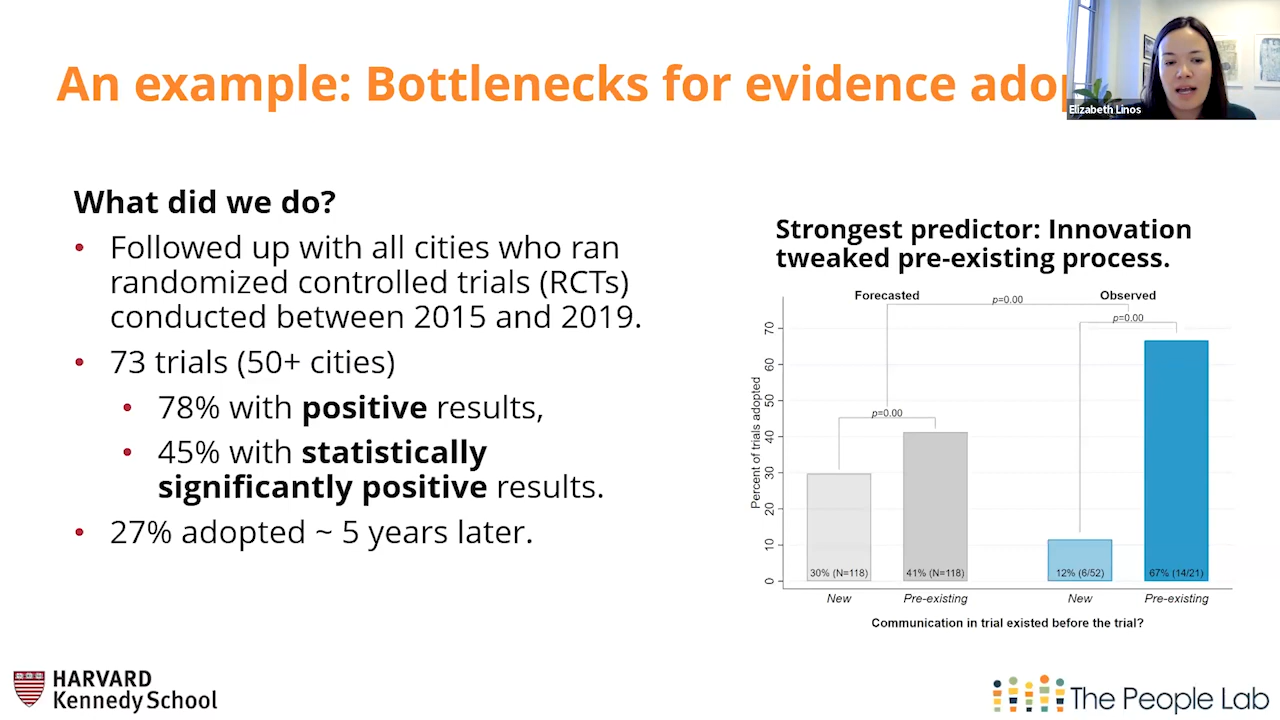 An example: Bottlenecks for evidence
Elizabeth Linos
What did we do?
• Followed up with all cities who ran
randomized controlled trials (RCTs)
conducted between 2015 and 2019.
• 73 trials (50+ cities)
• 78% with positive results,
• 45% with statistically
significantly positive results.
• 27% adopted ~ 5 years later.
Strongest predictor: Innovation
tweaked pre-existing process.
Forecasted p=0.00 Observed
p=0.00
p=0.00
Percent of trials adopted
70
60
50
40
30
20
10
0
30% (N=118) 41% (N=118) 12% (6/52) 67% (14/21)
New Pre-existing New Pre-existing
Communication in trial existed before the trial?
HARVARD
Kennedy School
The People Lab